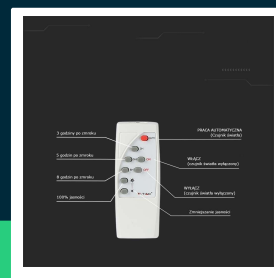 3 godziny po zmroku
5 godzin po zmroku
8 godzin po zmroku
100% jasności
PRACA AUTOMATYCZNA
(Czujnik światła)
WŁĄCZ
(czujnik światła wyłączony)
WYŁĄCZ
(czujnik światła wyłączony)
Zmniejszanie jasności